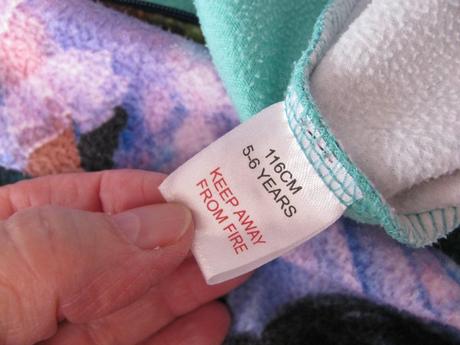 116CM
5-6 YEARS
KEEP AWAY
FROM FIRE